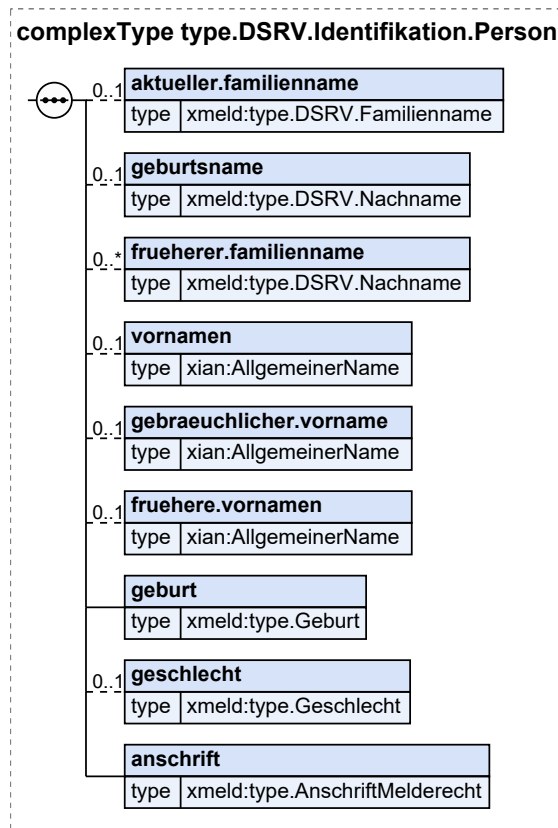 complexType type.DSRV.Identifikation.Person
0..1 aktueller.familienname
type xmeld:type.DSRV.Familienname
0..1 geburtsname
type xmeld:type.DSRV.Nachname
0..* frueherer.familienname
type xmeld:type.DSRV.Nachname
0..1 vornamen
type xian:AllgemeinerName
0..1 gebraeuchlicher.vorname
type xian:AllgemeinerName
0..1 fruehere.vornamen
type xian:AllgemeinerName
geburt
type xmeld:type.Geburt
0..1 geschlecht
type xmeld:type.Geschlecht
anschrift
type xmeld:type.AnschriftMelderecht